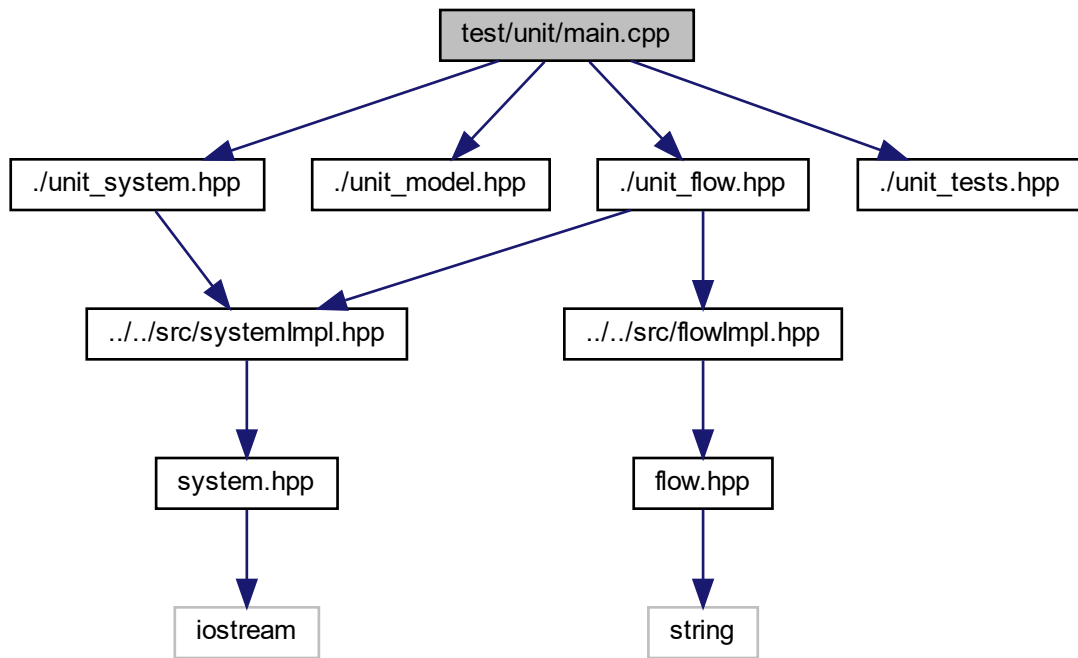 test/unit/main.cpp
./unit_system.hpp
./unit_model.hpp
./unit_flow.hpp
./unit_tests.hpp
../../src/systemImpl.hpp
../../src/flowImpl.hpp
system.hpp
flow.hpp
iostream
string